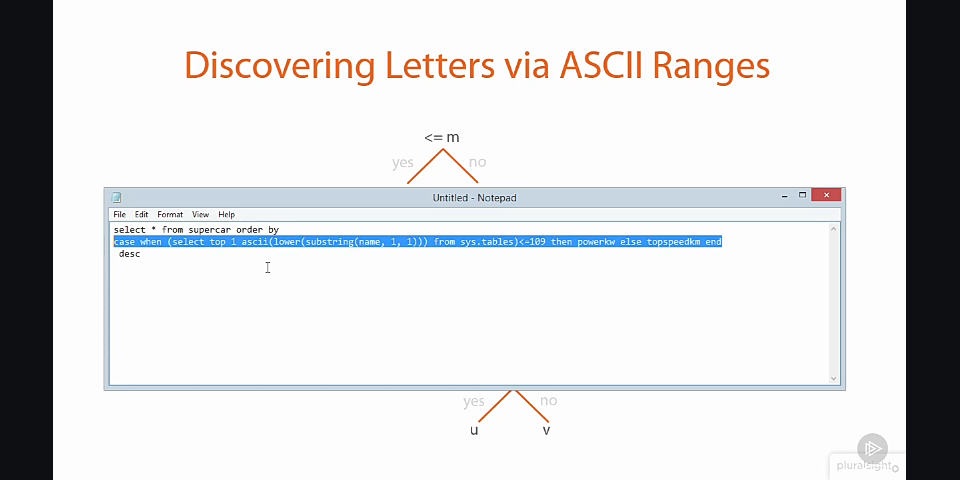 Discovering Letters via ASCII Ranges
<= m
yes no
Untitled - Notepad
File Edit Format View Help
select * from supercar order by
case when (select top 1 ascii(lower(substring(name, 1, 1))) from sys.tables)<=109 then powerkw else topspeedkm end
desc
yes no
u v
pluralsight